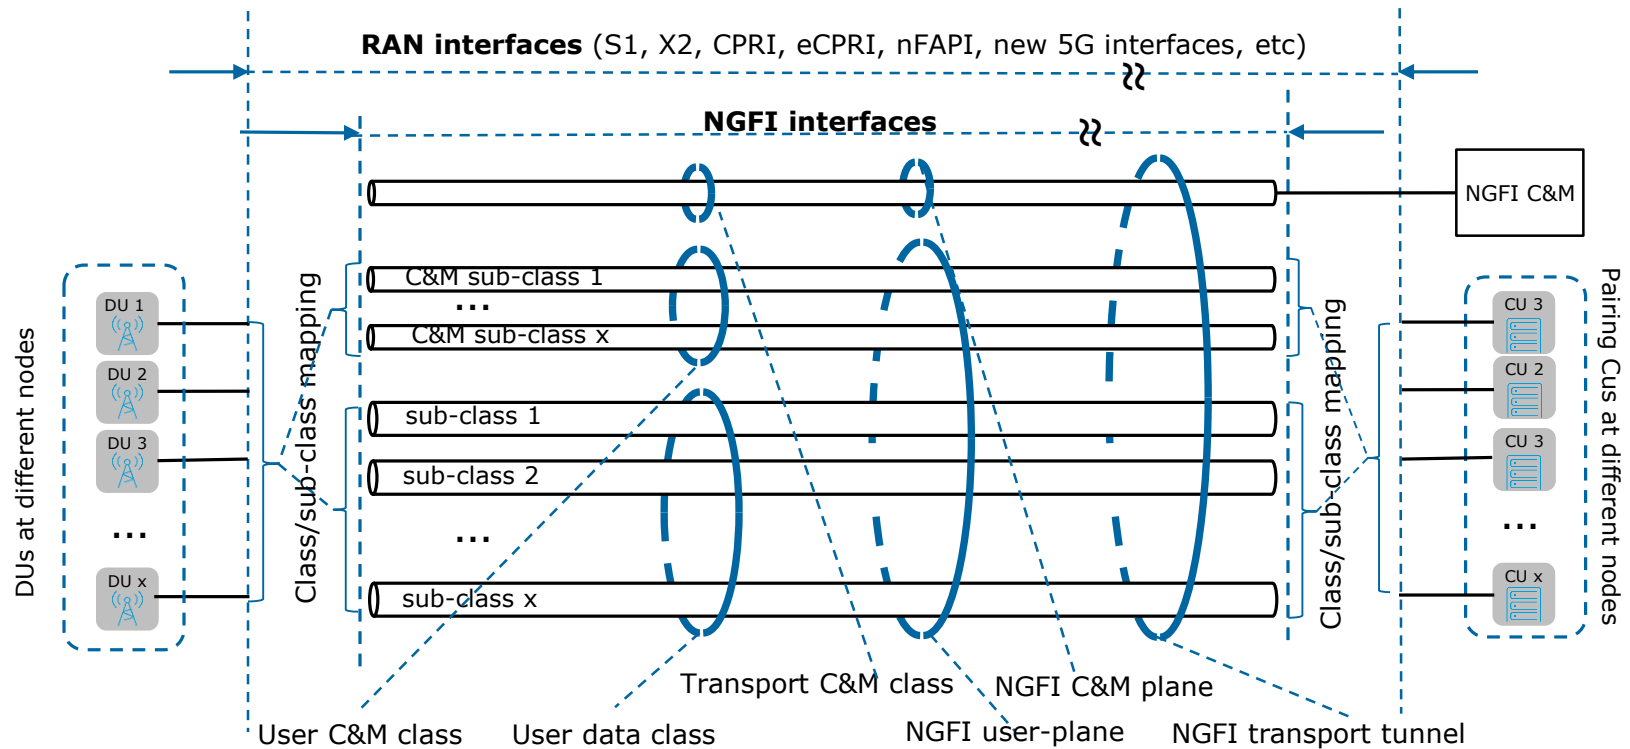 RAN interfaces (S1, X2, CPRI, eCPRI, nFAPI, new 5G interfaces, etc)
NGFI interfaces
NGFI C&M
DUs at different nodes
DU 1
DU 2
DU 3
...
DU x
Class/sub-class mapping
C&M sub-class 1
...
C&M sub-class x
sub-class 1
sub-class 2
...
sub-class x
Class/sub-class mapping
CU 3
CU 2
CU 3
...
CU x
Pairing Cus at different nodes
Transport C&M class
NGFI C&M plane
User C&M class
User data class
NGFI user-plane
NGFI transport tunnel